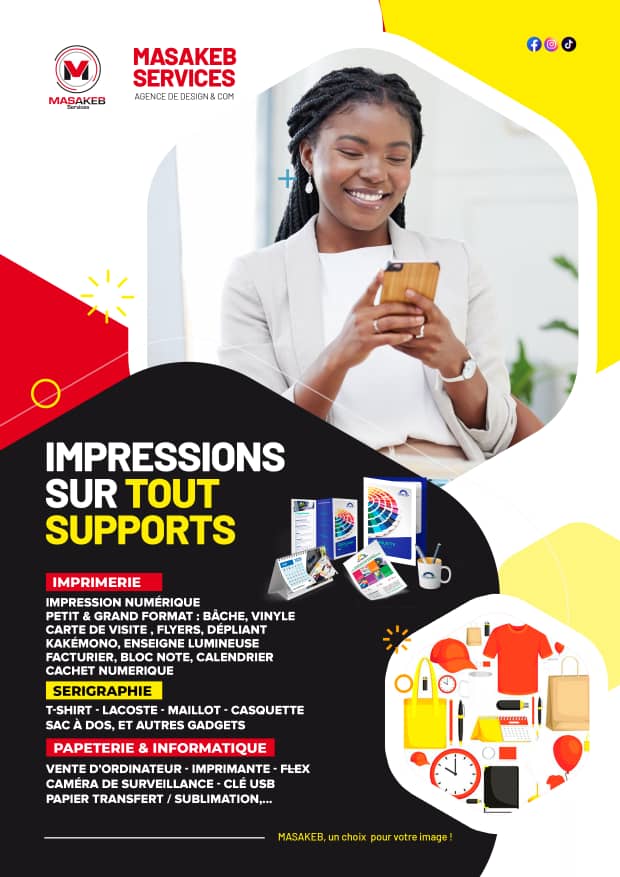 MASAKEB
Services
MASAKEB
SERVICES
AGENCE DE DESIGN & COM
IMPRESSIONS
SUR TOUT
SUPPORTS
IMPRIMERIE
IMPRESSION NUMÉRIQUE
PETIT & GRAND FORMAT : BÂCHE, VINYLE
CARTE DE VISITE , FLYERS, DÉPLIANT
KAKÉMONO, ENSEIGNE LUMINEUSE
FACTURIER, BLOC NOTE, CALENDRIER
CACHET NUMERIQUE
SERIGRAPHIE
T-SHIRT - LACOSTE - MAILLOT - CASQUETTE
SAC À DOS, ET AUTRES GADGETS
PAPETERIE & INFORMATIQUE
VENTE D'ORDINATEUR - IMPRIMANTE - FLEX
CAMÉRA DE SURVEILLANCE - CLÉ USB
PAPIER TRANSFERT / SUBLIMATION,...
MASAKEB, un choix pour votre image !